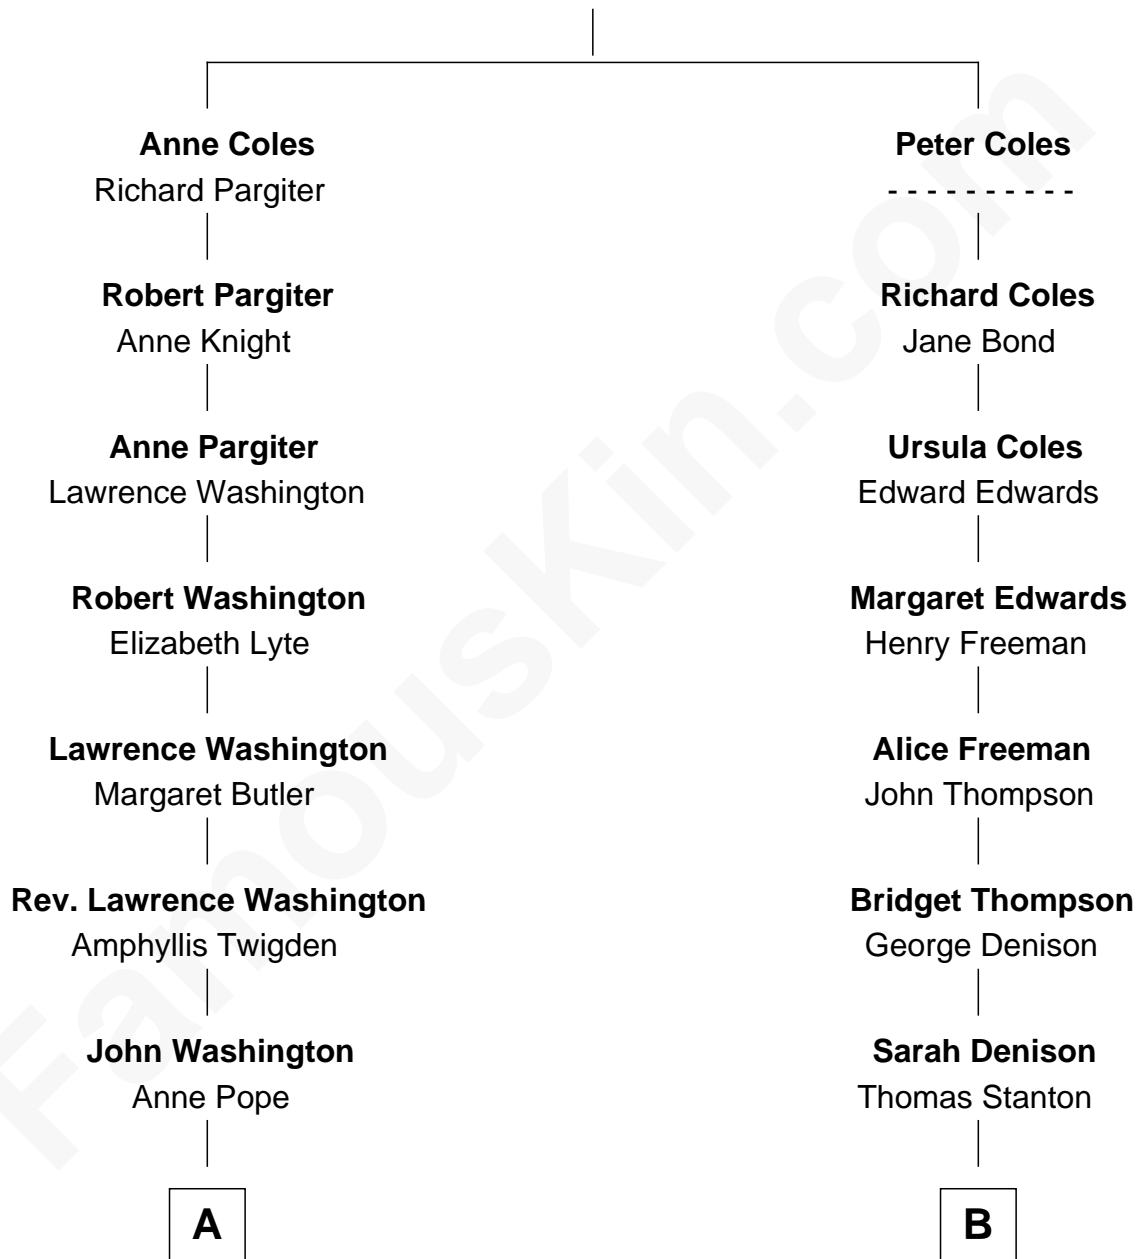 Anne Coles
Richard Pargiter
Peter Coles
- - - - - - - - - -
Robert Pargiter
Anne Knight
Richard Coles
Jane Bond
Anne Pargiter
Lawrence Washington
Ursula Coles
Edward Edwards
Robert Washington
Elizabeth Lyte
Margaret Edwards
Henry Freeman
Lawrence Washington
Margaret Butler
Alice Freeman
John Thompson
Rev. Lawrence Washington
Amphyllis Twigden
Bridget Thompson
George Denison
John Washington
Anne Pope
Sarah Denison
Thomas Stanton
A
B
FamousKin.com